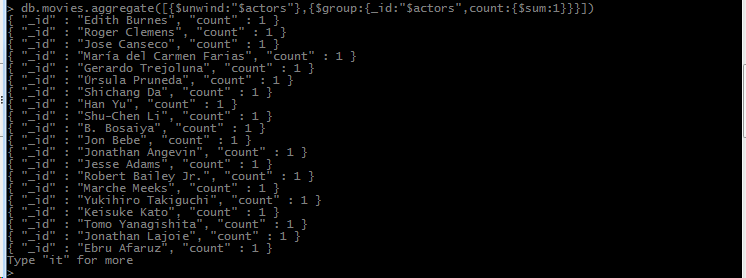 > db.movies.aggregate([{$unwind:"$actors"},{$group:{_id:"$actors",count:{$sum:1}}}])
{ "_id" : "Edith Burnes", "count" : 1 }
{ "_id" : "Roger Clemens", "count" : 1 }
{ "_id" : "Jose Canseco", "count" : 1 }
{ "_id" : "María del Carmen Farias", "count" : 1 }
{ "_id" : "Gerardo Trejoluna", "count" : 1 }
{ "_id" : "Úrsula Pruneda", "count" : 1 }
{ "_id" : "Shichang Da", "count" : 1 }
{ "_id" : "Han Yu", "count" : 1 }
{ "_id" : "Shu-Chen Li", "count" : 1 }
{ "_id" : "B. Bosaiya", "count" : 1 }
{ "_id" : "Jon Bebe", "count" : 1 }
{ "_id" : "Jonathan Angevin", "count" : 1 }
{ "_id" : "Jesse Adams", "count" : 1 }
{ "_id" : "Robert Bailey Jr.", "count" : 1 }
{ "_id" : "Marche Meeks", "count" : 1 }
{ "_id" : "Yukihiro Takiguchi", "count" : 1 }
{ "_id" : "Keisuke Kato", "count" : 1 }
{ "_id" : "Tomo Yanagishita", "count" : 1 }
{ "_id" : "Jonathan Lajoie", "count" : 1 }
{ "_id" : "Ebru Afaruz", "count" : 1 }
Type "it" for more
>